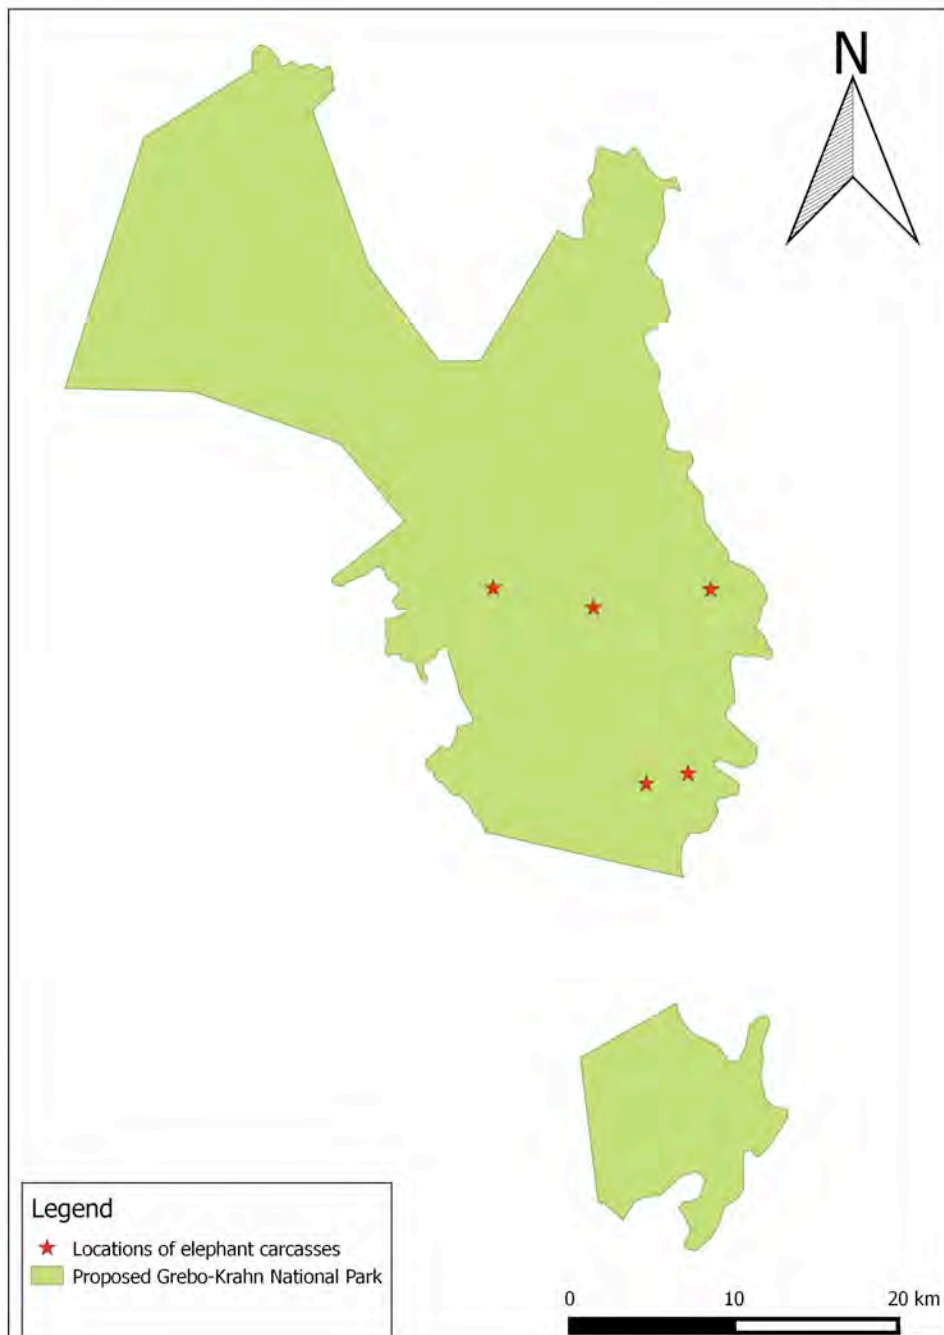 N
Legend
Locations of elephant carcasses
Proposed Grebo-Krahn National Park
0 10 20 km